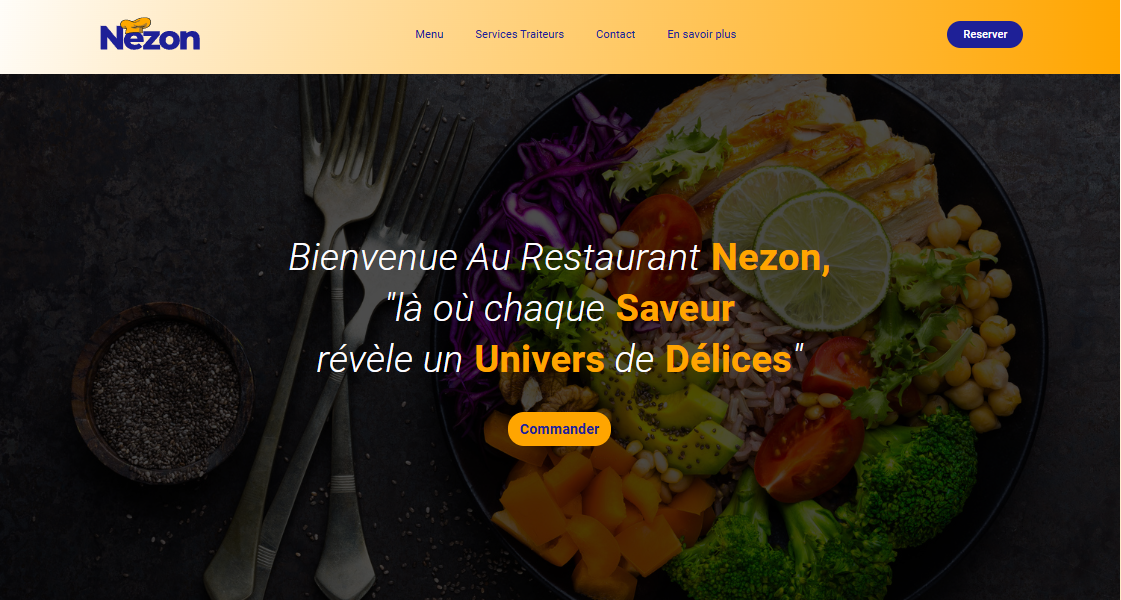 Nezon
Menu
Services Traiteurs
Contact
En savoir plus
Reserver
Bienvenue Au Restaurant Nezon,
"là où chaque Saveur
révèle un Univers de Délices"
Commander